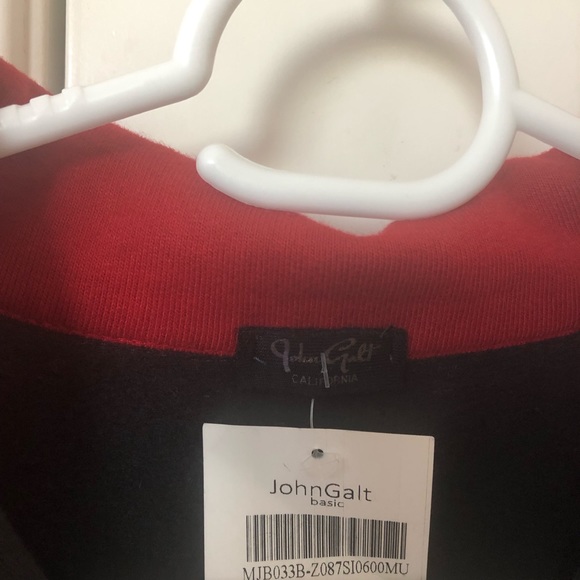 John Galt
CALIFORNIA
JohnGalt
basic
MJB033B-Z087SI0600MU